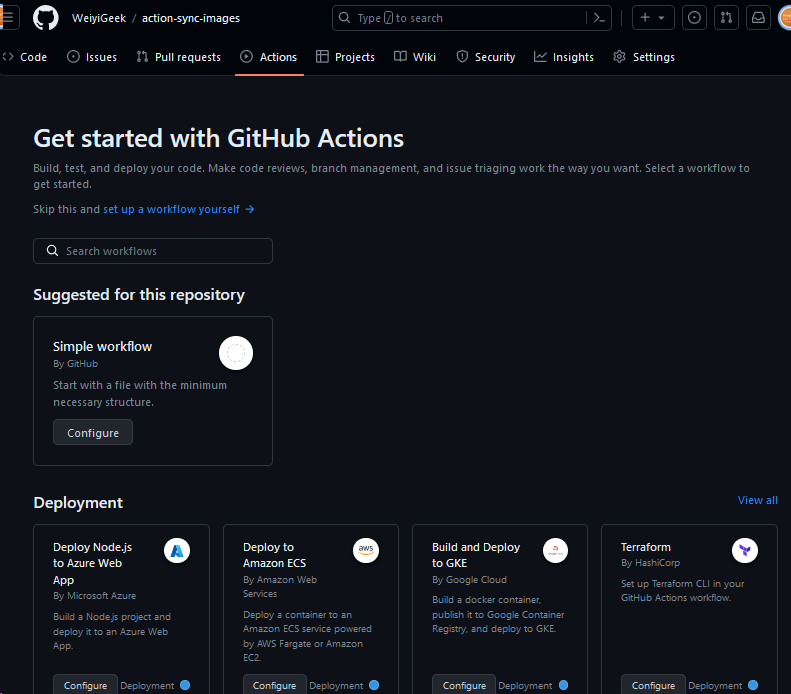 WeiyiGeek / action-sync-images
Type / to search
Code Issues Pull requests Actions Projects Wiki Security Insights Settings
Get started with GitHub Actions
Build, test, and deploy your code. Make code reviews, branch management, and issue triaging work the way you want. Select a workflow to
get started.
Skip this and set up a workflow yourself →
Search workflows
Suggested for this repository
Simple workflow
By GitHub
Start with a file with the minimum
necessary structure.
Configure
Deployment
View all
Deploy Node.js
to Azure Web
App
By Microsoft Azure
Build a Node.js project and
deploy it to an Azure Web
App.
Configure Deployment
Deploy to
Amazon ECS
aws
By Amazon Web
Services
Deploy a container to an
Amazon ECS service powered
by AWS Fargate or Amazon
EC2.
Configure Deployment
Build and Deploy
to GKE
By Google Cloud
Build a docker container,
publish it to Google Container
Registry, and deploy to GKE.
Configure Deployment
Terraform
By HashiCorp
Set up Terraform CLI in your
GitHub Actions workflow.
Configure Deployment